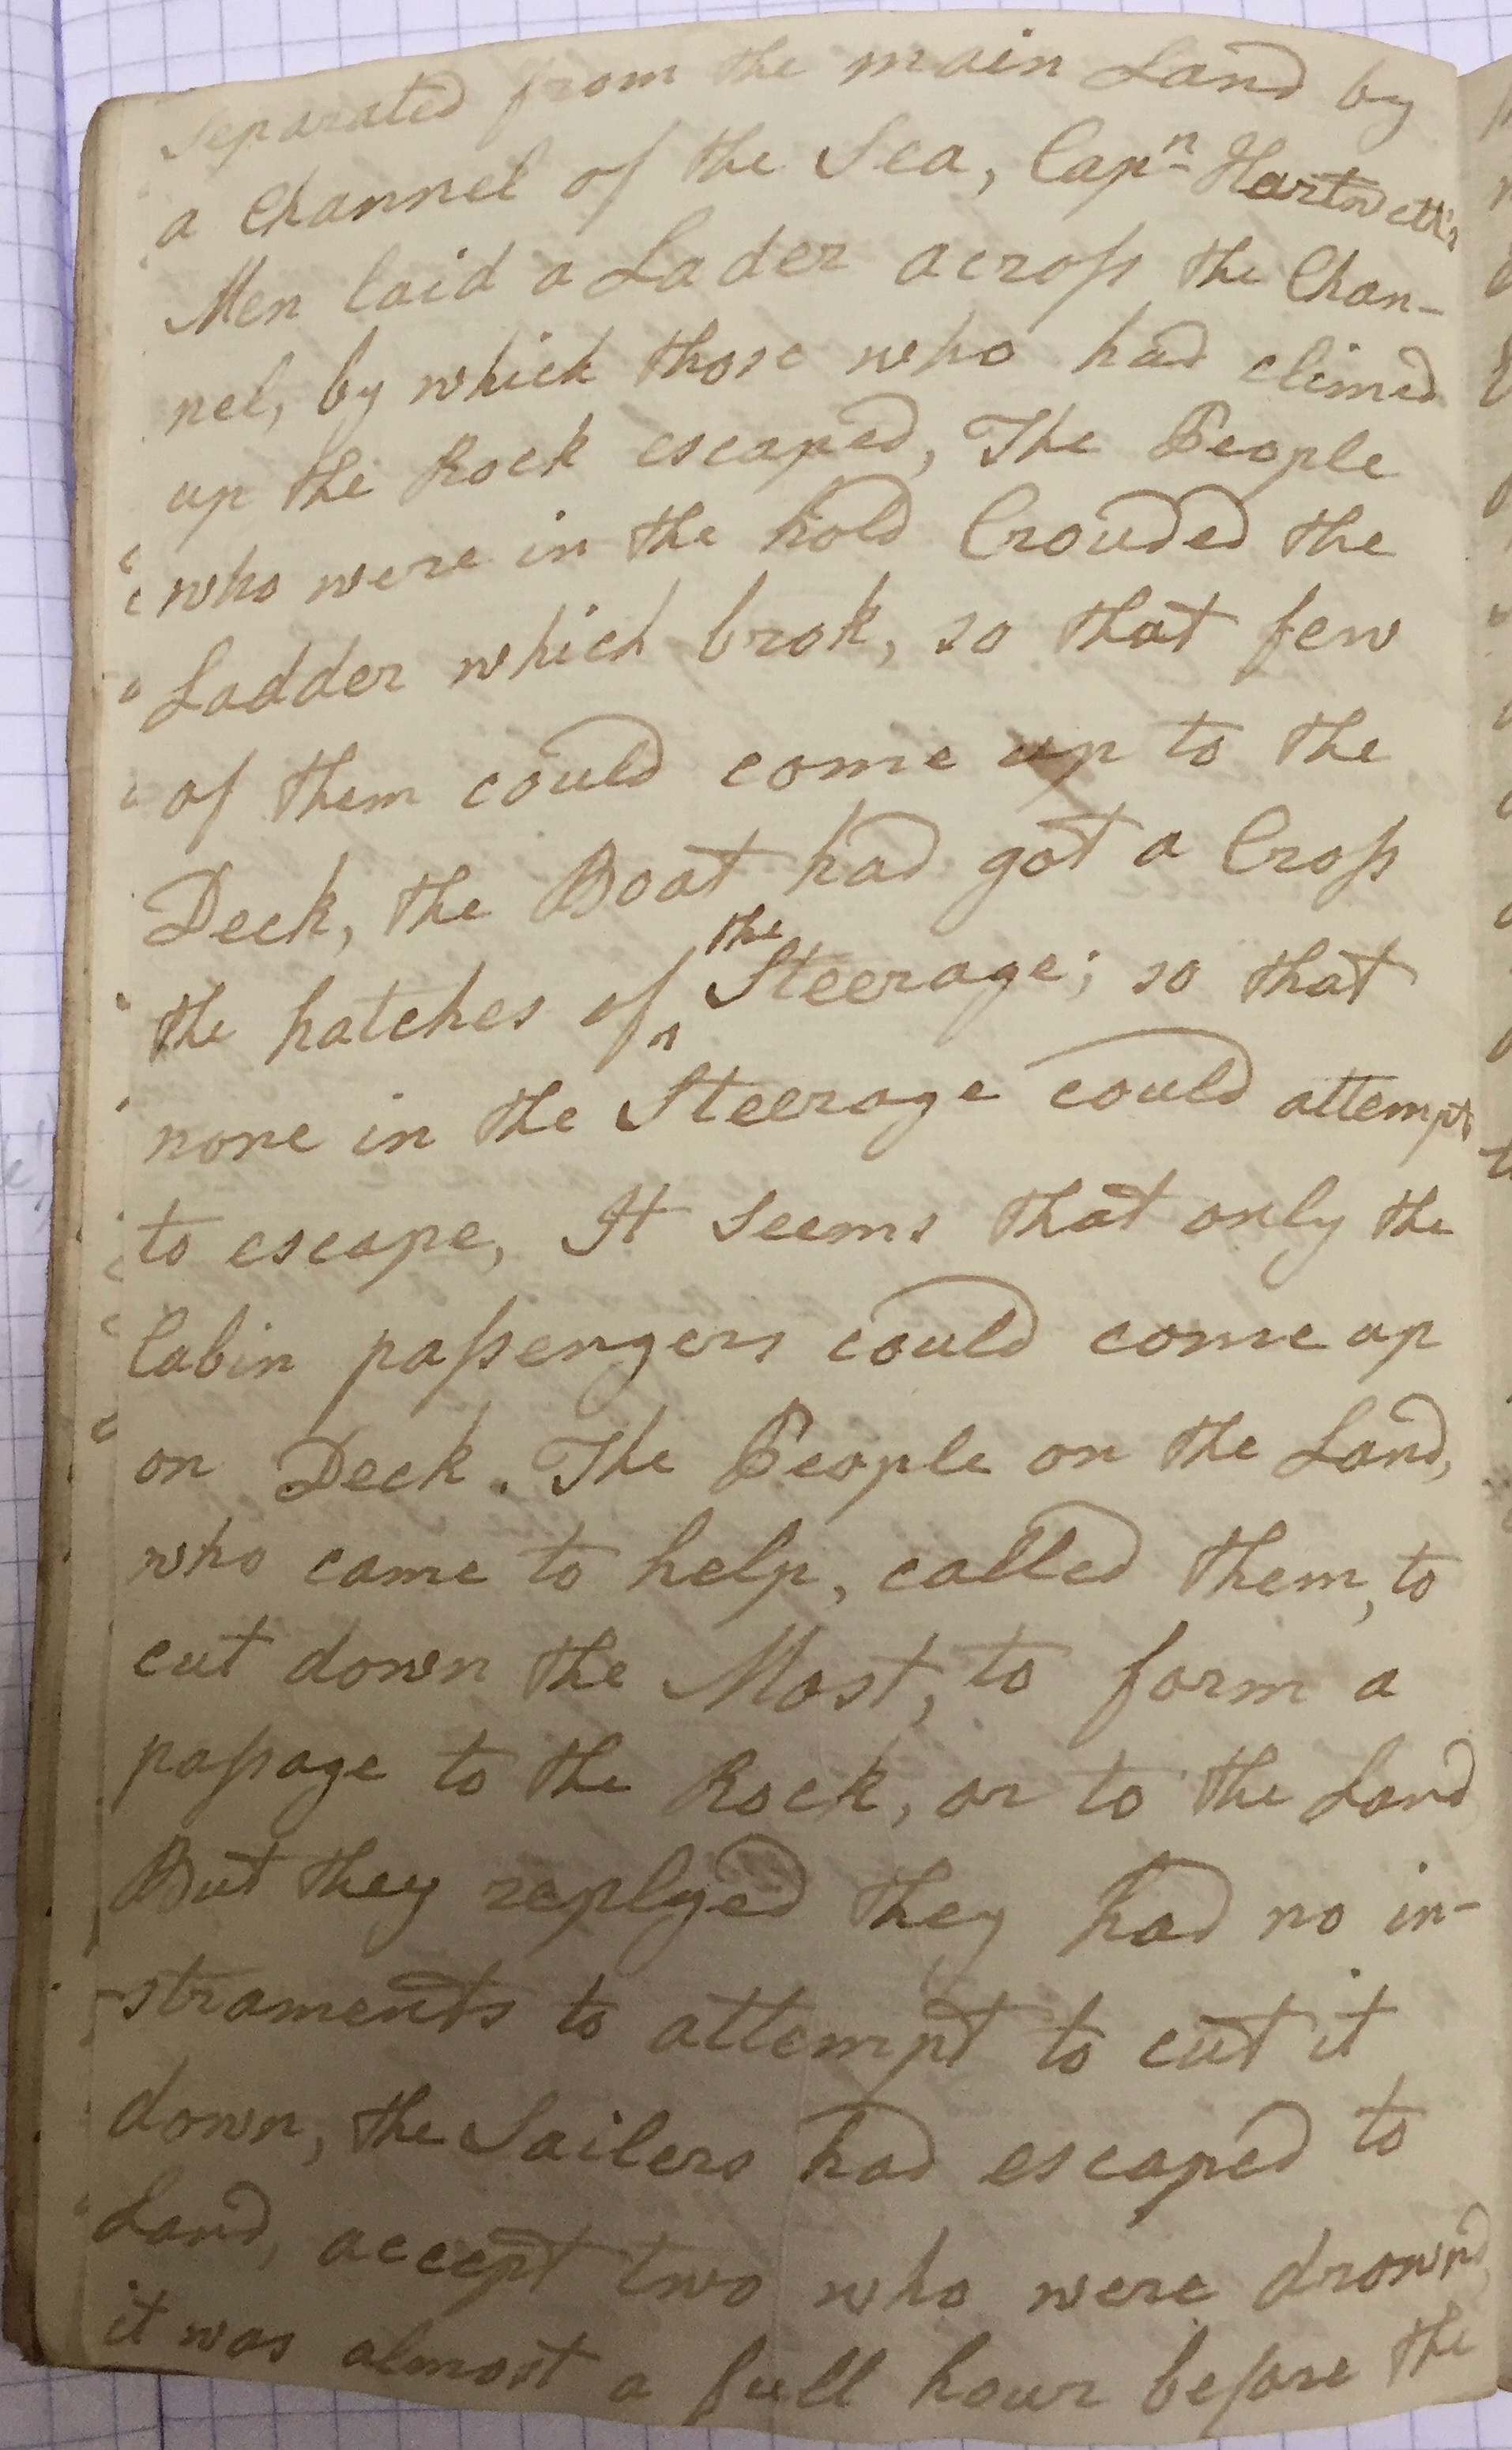 separated from the main Land by
a Channel of the Sea, Capn Hartwell's
Men laid a Lader across the Chan-
nel, by which those who had climed
up the Rock escaped, The People
who were in the hold Crouded the
Ladder which brok, so that few
of them could come up to the
Deck, the Boat had got a Cross
the hatches of ^the Steerage; so that
none in the Steerage could attempt
to escape, It seems that only the
Cabin passengers could come up
on Deck. The People on the Land,
who came to help, called them, to
cut down the Mast, to form a
passage to the Rock, or to the Land
But they replyed they had no in-
-struments to attempt to cut it
down, the Sailers had escaped to
Land, accept two who were drownd
it was almost a full hour before the